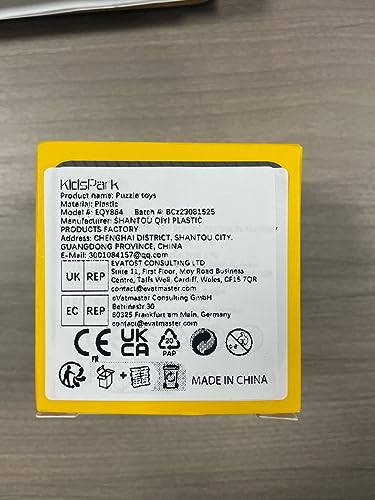 KidsPark
Product name: Puzzle toys
Material: Plastic
Model #: EQY864 Batch #: BCz23081525
Manufacturer: SHANTOU QIYI PLASTIC
PRODUCTS FACTORY
Address: CHENGHAI DISTRICT, SHANTOU CITY,
GUANGDONG PROVINCE, CHINA
E-Mail: 3001084157@qq.com
UK REP
EVATOST CONSULTING LTD
Suite 11, First Floor, Moy Road Business
Centre, Taffs Well, Cardiff, Wales, CF15 7QR
contact@evatmaster.com
EC REP
eVatmaster Consulting GmbH
Bettinastr 30
60325 Frankfurt am Main, Germany
contact@evatmaster.com
CE
UK
CA
20
PAP
FR
+
MADE IN CHINA